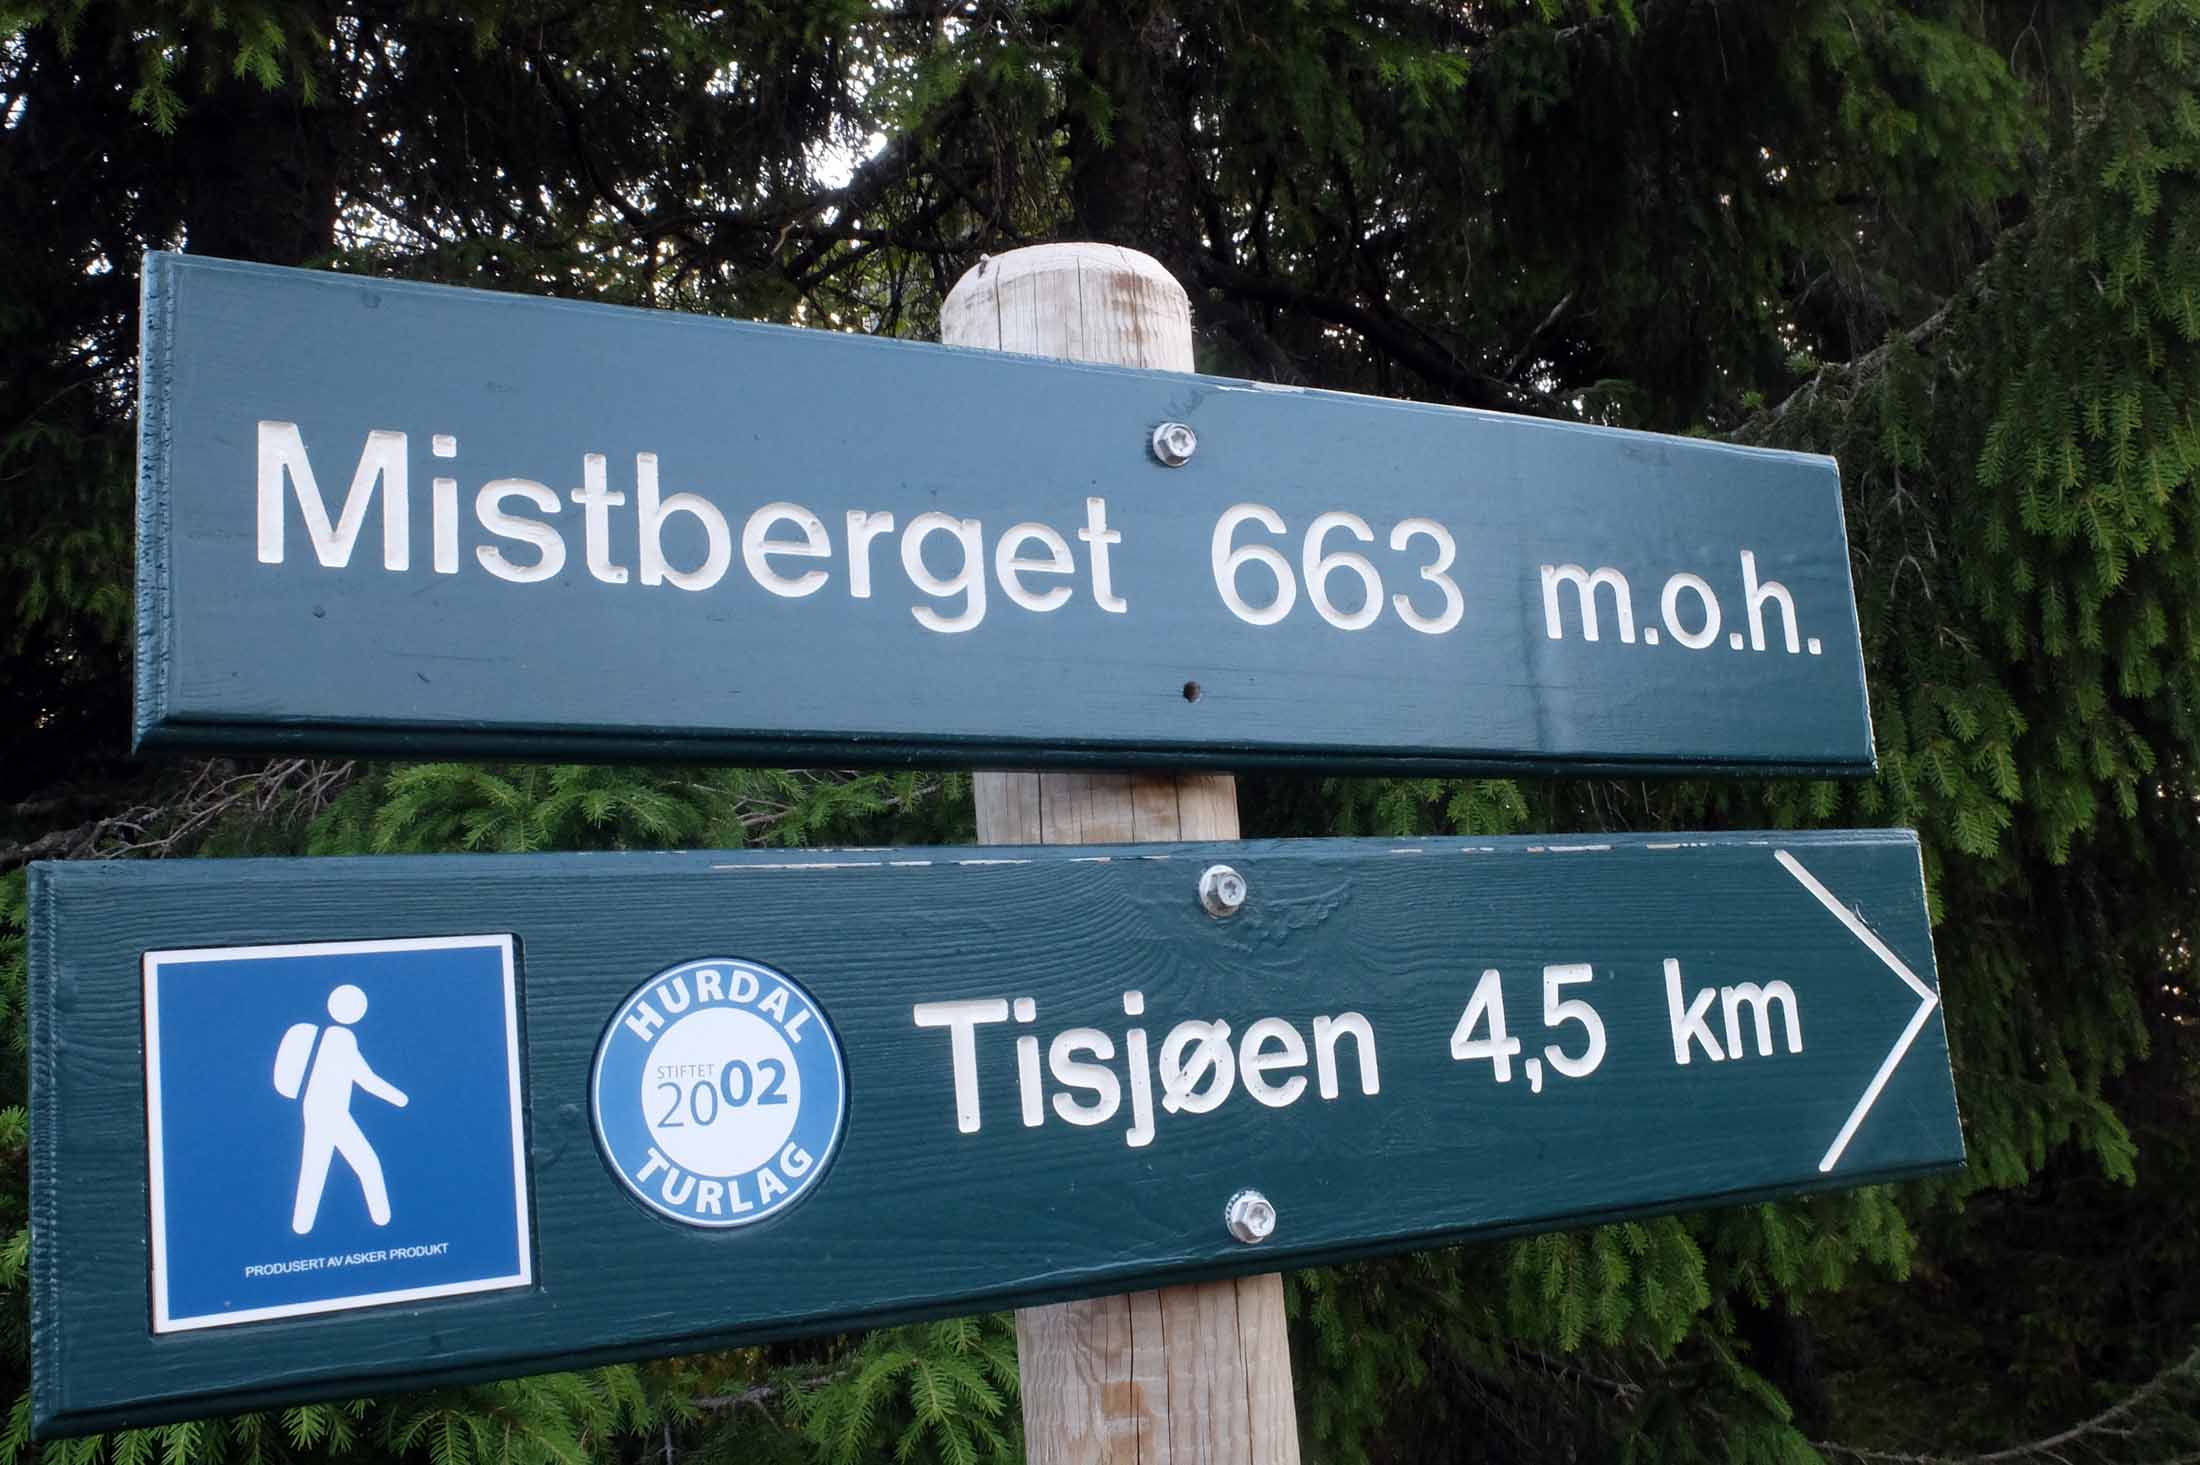 Mistberget 663 m.o.h.
HURDAL
STIFTET
2002
TURLAG
Tisjøen 4,5 km
PRODUSERT AV ASKER PRODUKT